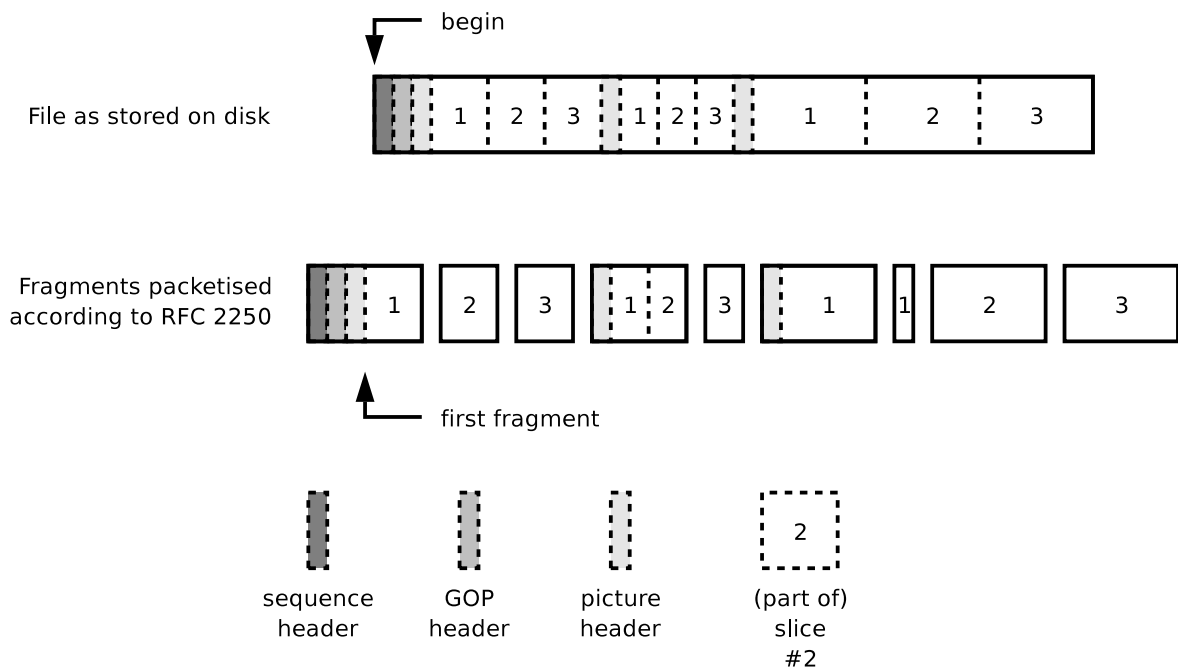 begin
File as stored on disk
1 2 3 1 2 3 1 2 3
Fragments packetised
according to RFC 2250
1 2 3 1 2 3 1 1 2 3
first fragment
2
sequence
header
GOP
header
picture
header
(part of)
slice
#2